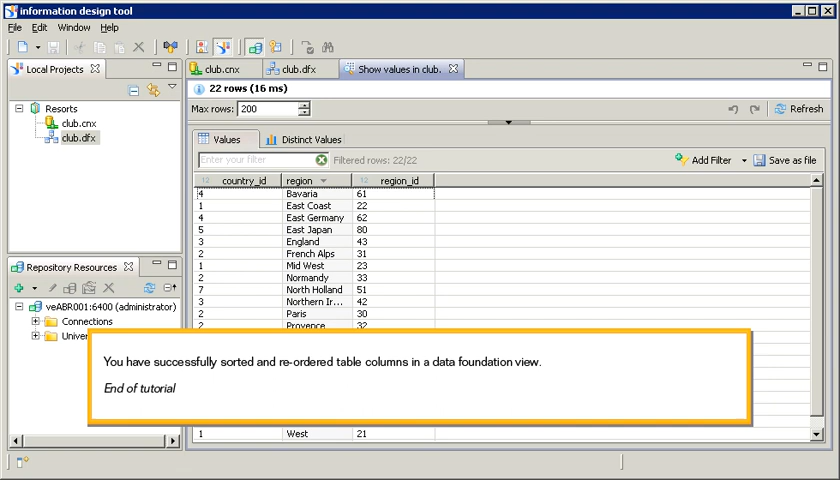 information design tool
File Edit Window Help
Local Projects
club.cnx club.dfx Show values in club.
22 rows (16 ms)
Max rows: 200 Refresh
Resorts
club.cnx
club.dfx
Values Distinct Values
Enter your filter Filtered rows: 22/22 Add Filter Save as file
12 country_id region 12 region_id
4 Bavaria 61
1 East Coast 22
4 East Germany 62
5 East Japan 80
3 England 43
2 French Alps 31
1 Mid West 23
2 Normandy 33
7 North Holland 51
3 Northern Ir... 42
2 Paris 30
2 Provence 32
1 West 21
Repository Resources
veABR001:6400 (administrator)
Connections
Univer
You have successfully sorted and re-ordered table columns in a data foundation view.
End of tutorial